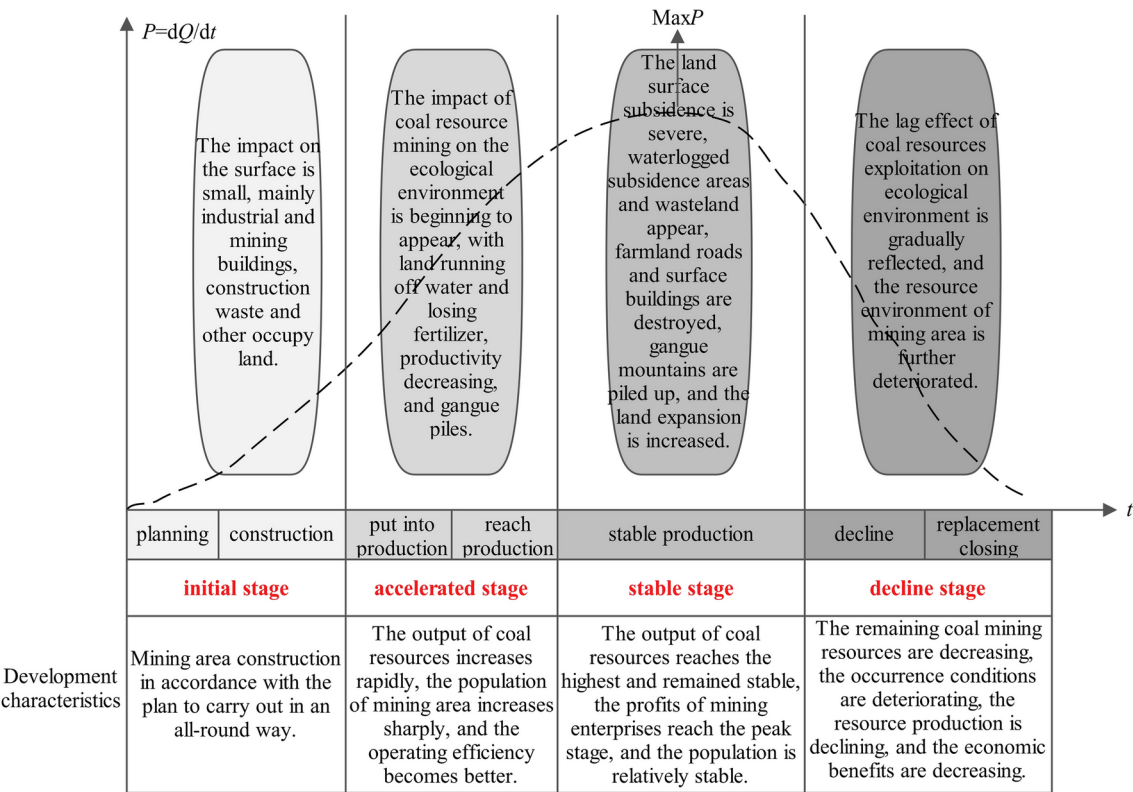 P=dQ/dt
MaxP
The impact on
the surface is
small, mainly
industrial and
mining
buildings,
construction
waste and
other occupy
land.
The impact of
coal resource
mining on the
ecological
environment
is beginning to
appear, with
land running
off water and
losing
fertilizer,
productivity
decreasing,
and gangue
piles.
The land
surface
subsidence is
severe,
waterlogged
subsidence areas
and wasteland
appear,
farmland roads
and surface
buildings are
destroyed,
gangue
mountains are
piled up, and the
land expansion
is increased.
The lag effect of
coal resources
exploitation on
ecological
environment is
gradually
reflected, and
the resource
environment of
mining area is
further
deteriorated.
t
planning
construction
put into
production
reach
production
stable production
decline
replacement
closing
initial stage
accelerated stage
stable stage
decline stage
Development
characteristics
Mining area construction
in accordance with the
plan to carry out in an
all-round way.
The output of coal
resources increases
rapidly, the population
of mining area increases
sharply, and the
operating efficiency
becomes better.
The output of coal
resources reaches the
highest and remained stable,
the profits of mining
enterprises reach the peak
stage, and the population is
relatively stable.
The remaining coal mining
resources are decreasing,
the occurrence conditions
are deteriorating, the
resource production is
declining, and the economic
benefits are decreasing.